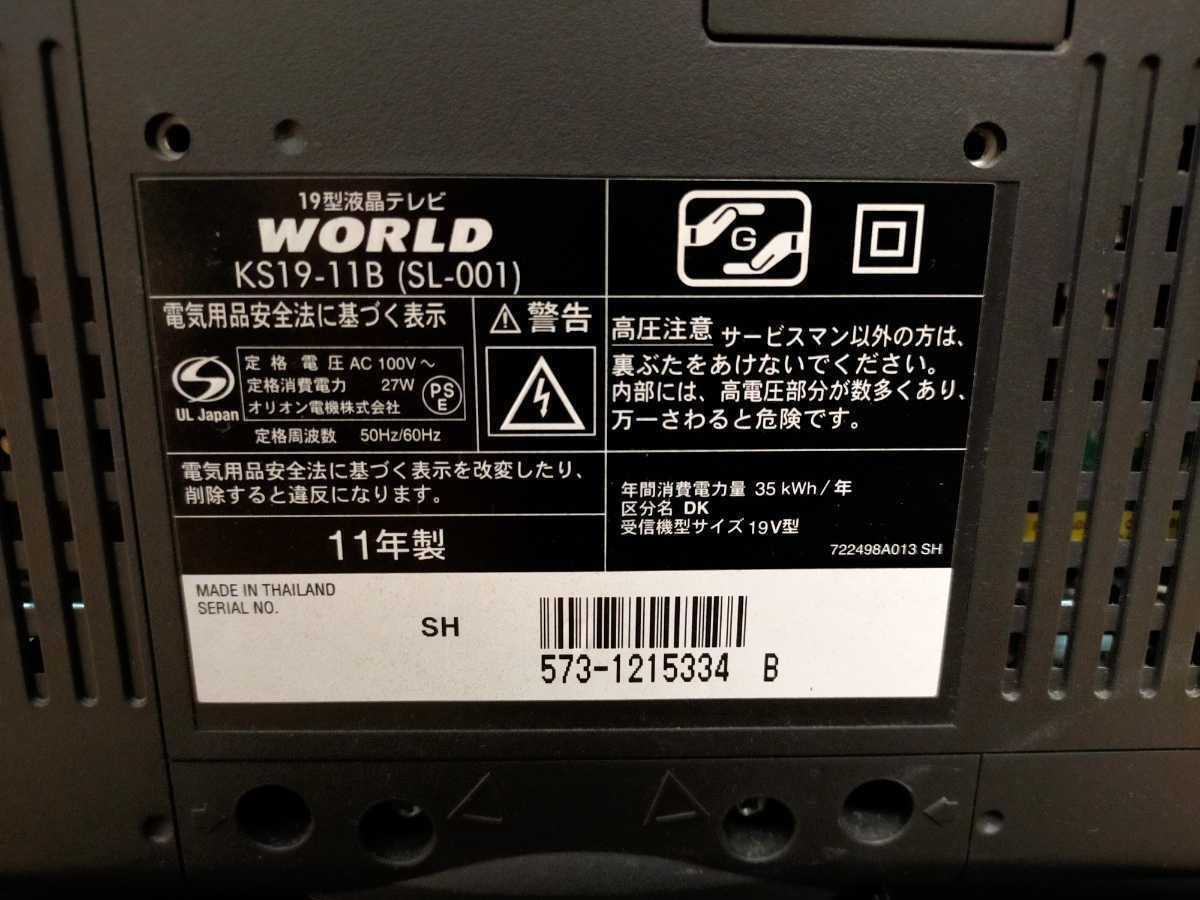 19型液晶テレビ
WORLD
KS19-11B (SL-001)
G
電気用品安全法に基づく表示
UL Japan
定格電圧 AC 100V～
定格消費電力 27W
オリオン電機株式会社
PS
E
定格周波数 50Hz/60Hz
警告
高圧注意 サービスマン以外の方は、
裏ぶたをあけないでください。
内部には、高電圧部分が数多くあり、
万一さわると危険です。
電気用品安全法に基づく表示を改変したり、
削除すると違反になります。
11年製
年間消費電力量 35 kWh/年
区分名 DK
受信機型サイズ 19V型
722498A013 SH
MADE IN THAILAND
SERIAL NO.
SH
573-1215334 B